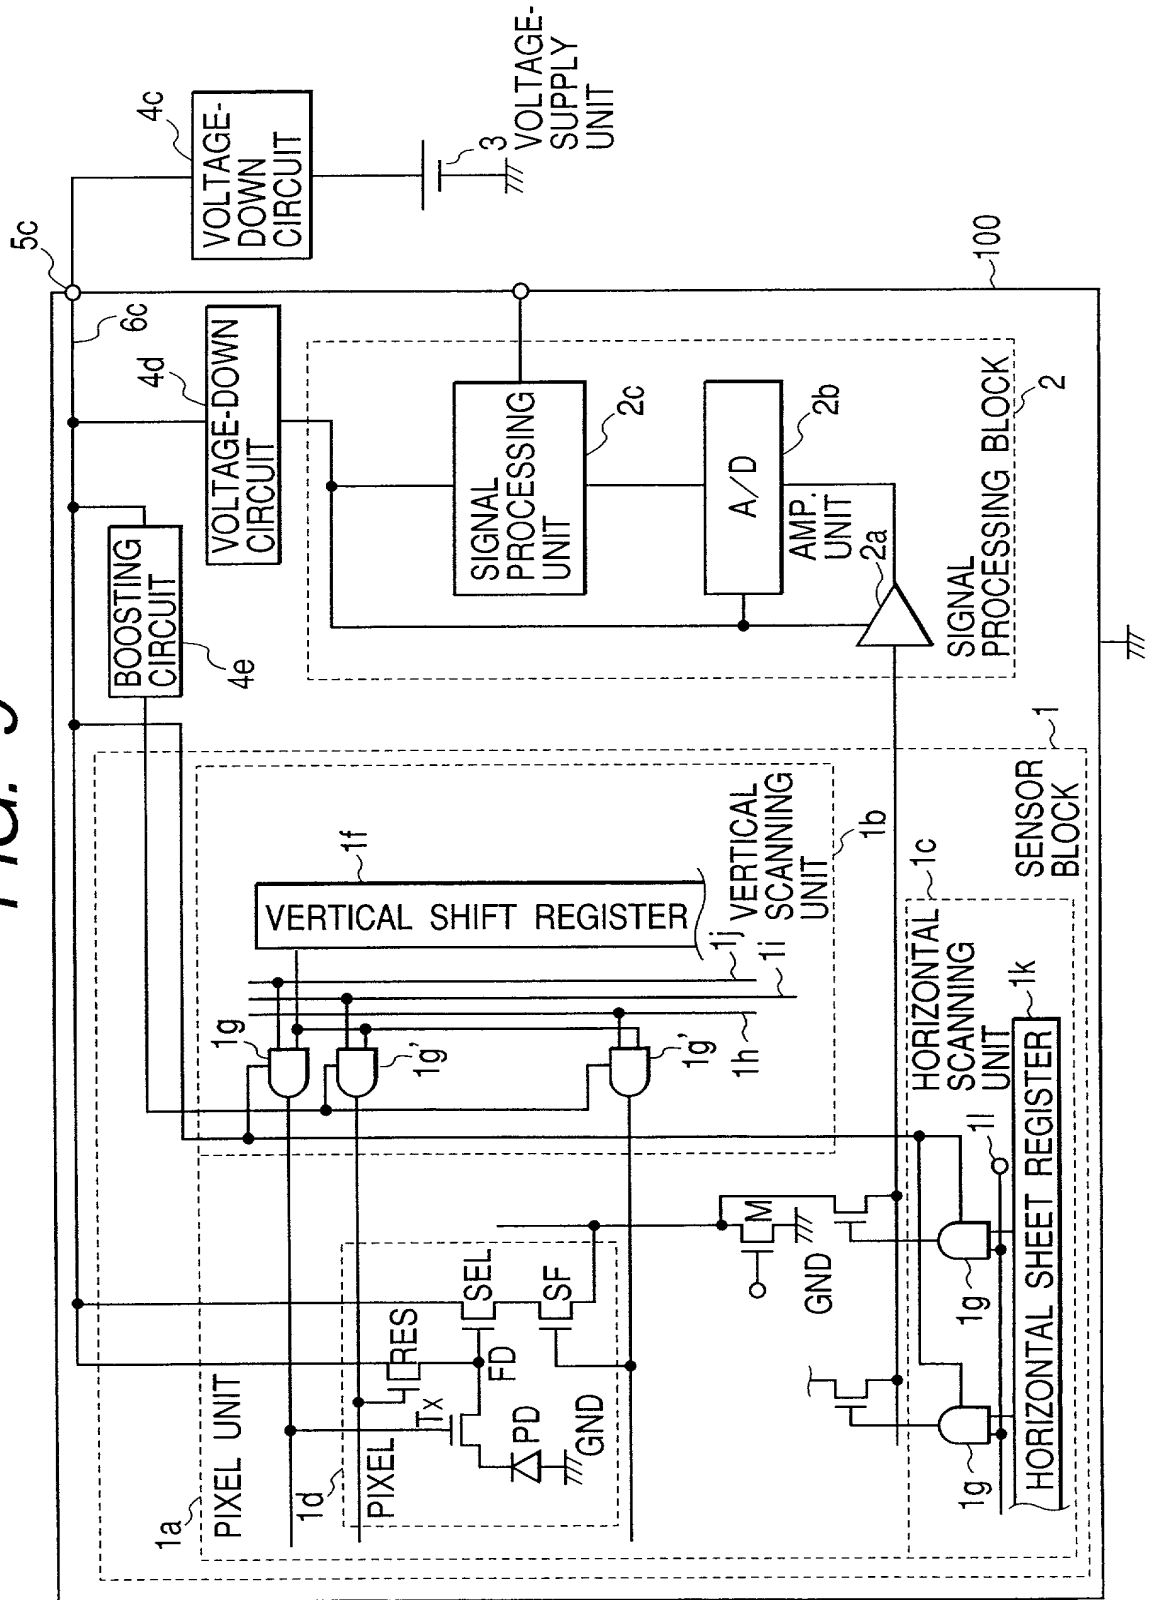 4c
VOLTAGE-
DOWN
CIRCUIT
3
VOLTAGE-
SUPPLY
UNIT
5c
6c
100
4d
VOLTAGE-DOWN
CIRCUIT
BOOSTING
CIRCUIT
4e
SIGNAL
PROCESSING
UNIT
2c
A/D
2b
AMP.
UNIT
2a
SIGNAL
PROCESSING BLOCK
2
1
SENSOR
BLOCK
1f
VERTICAL SHIFT REGISTER
VERTICAL
SCANNING
UNIT
1b
1j
1i
1h
1g
1g'
1g'
1c
HORIZONTAL
SCANNING
UNIT
1k
1l
HORIZONTAL SHEET REGISTER
1g
1g
1a
PIXEL UNIT
1d
PIXEL
RES
Tx
SEL
FD
SF
PD
GND
M
GND